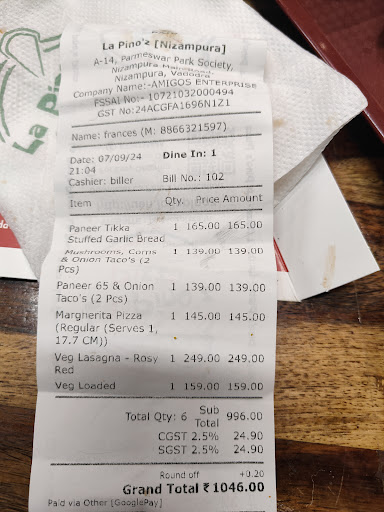 La Pino'z [Nizampura]
A-14, Parmeswar Park Society,
Nizampura Mainroad,
Nizampura, Vadodra
Company Name:-AMIGOS ENTERPRISE
FSSAI No:- 10721032000494
GST No:24ACGFA1696N1Z1
Name: frances (M: 8866321597)
Date: 07/09/24 Dine In: 1
21:04
Cashier: biller Bill No.: 102
Item Qty. Price Amount
Paneer Tikka 1 165.00 165.00
Stuffed Garlic Bread
Mushrooms, Corns 1 139.00 139.00
& Onion Taco's (2
Pcs)
Paneer 65 & Onion 1 139.00 139.00
Taco's (2 Pcs)
Margherita Pizza 1 145.00 145.00
(Regular (Serves 1,
17.7 CM))
Veg Lasagna - Rosy 1 249.00 249.00
Red
Veg Loaded 1 159.00 159.00
Total Qty: 6 Sub Total 996.00
CGST 2.5% 24.90
SGST 2.5% 24.90
Round off +0.20
Grand Total ₹ 1046.00
Paid via Other [GooglePay]
La Pin